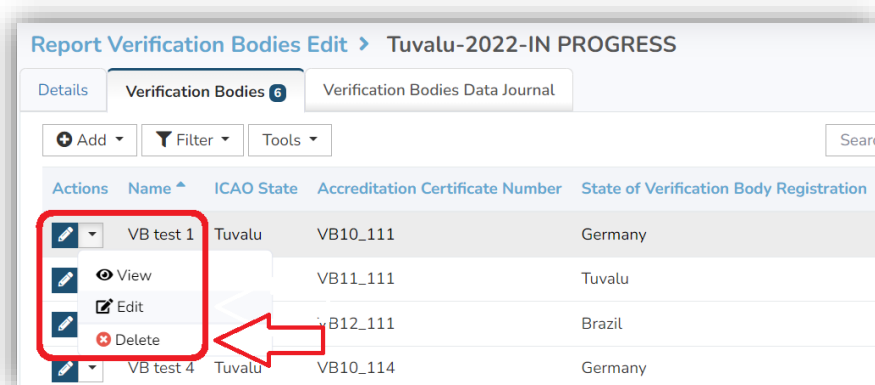 Report Verification Bodies Edit > Tuvalu-2022-IN PROGRESS
Details Verification Bodies 6 Verification Bodies Data Journal
Add Filter Tools
Actions Name ICAO State Accreditation Certificate Number State of Verification Body Registration
VB test 1 Tuvalu VB10_111 Germany
View VB11_111 Tuvalu
Edit
B12_111 Brazil
Delete
VB test 4 Tuvalu VB10_114 Germany